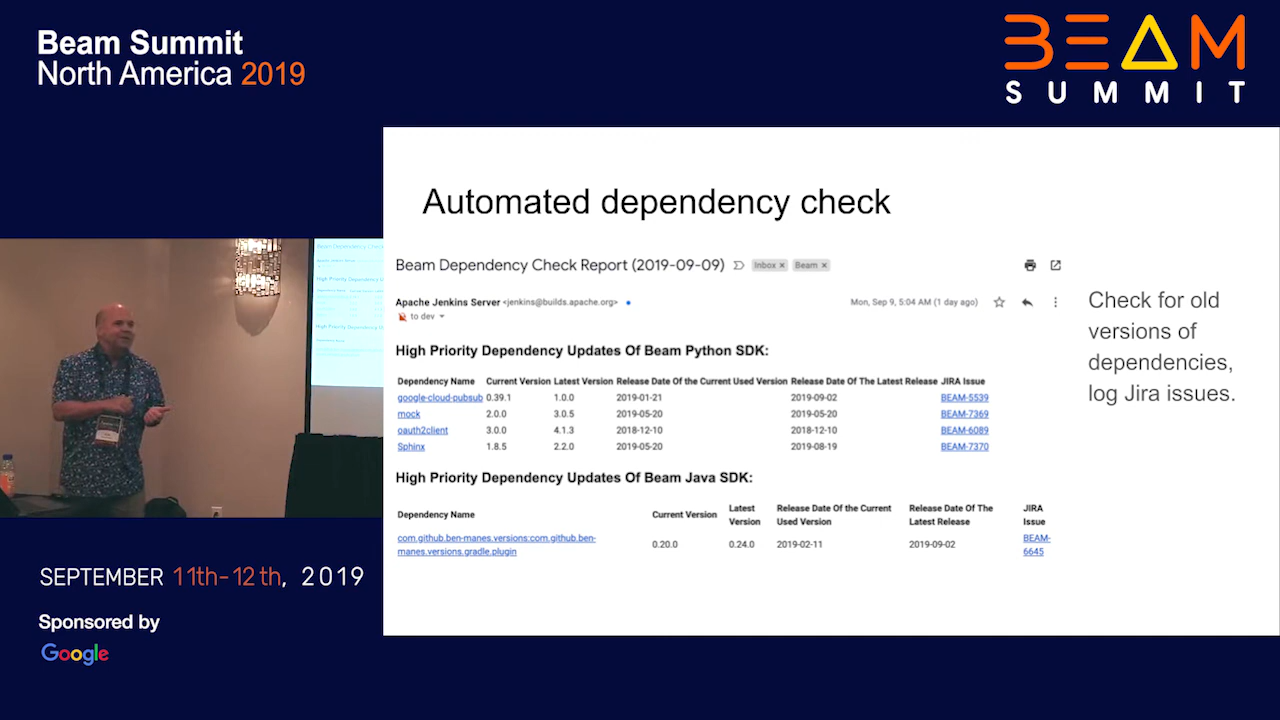 Beam Summit
North America 2019
BEAM
SUMMIT
Automated dependency check
Beam Dependency Check Report (2019-09-09) Inbox x Beam x
Apache Jenkins Server <jenkins@builds.apache.org> Mon, Sep 9, 5:04 AM (1 day ago)
to dev
Check for old
versions of
dependencies,
log Jira issues.
High Priority Dependency Updates Of Beam Python SDK:
Dependency Name Current Version Latest Version Release Date Of the Current Used Version Release Date Of The Latest Release JIRA Issue
google-cloud-pubsub 0.39.1 1.0.0 2019-01-21 2019-09-02 BEAM-5539
mock 2.0.0 3.0.5 2019-05-20 2019-05-20 BEAM-7369
oauth2client 3.0.0 4.1.3 2018-12-10 2018-12-10 BEAM-6089
Sphinx 1.8.5 2.2.0 2019-05-20 2019-08-19 BEAM-7370
High Priority Dependency Updates Of Beam Java SDK:
Dependency Name Current Version Latest Version Release Date Of the Current Used Version Release Date Of The Latest Release JIRA Issue
com.github.ben-manes.versions:com.github.ben-
manes.versions.gradle.plugin 0.20.0 0.24.0 2019-02-11 2019-09-02 BEAM-
6645
SEPTEMBER 11th-12th, 2019
Sponsored by
Google